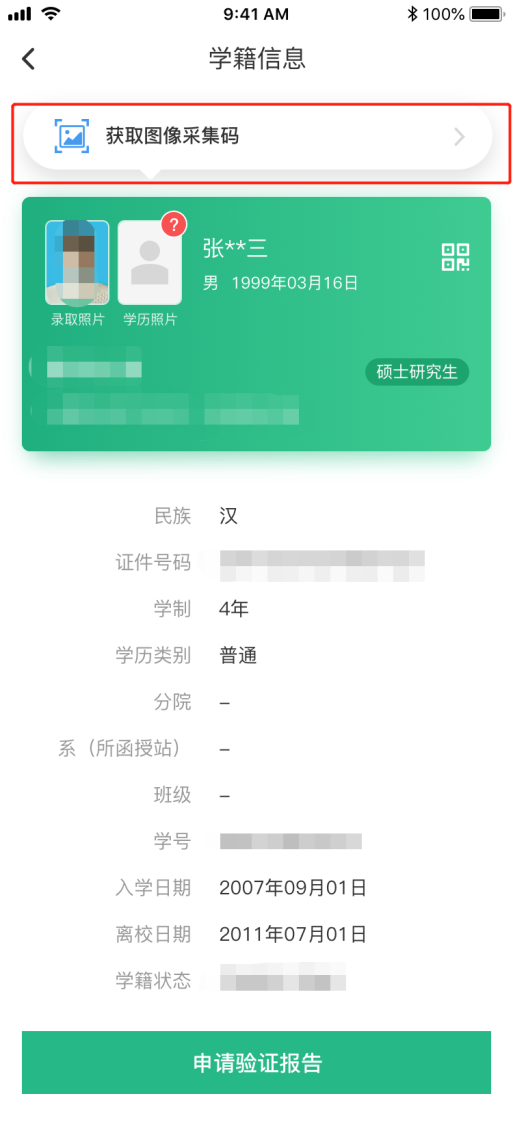 9:41 AM
100%
学籍信息
获取图像采集码
?
张**三
男 1999年03月16日
录取照片 学历照片
硕士研究生
民族 汉
证件号码
学制 4年
学历类别 普通
分院 –
系（所函授站） –
班级 –
学号
入学日期 2007年09月01日
离校日期 2011年07月01日
学籍状态
申请验证报告